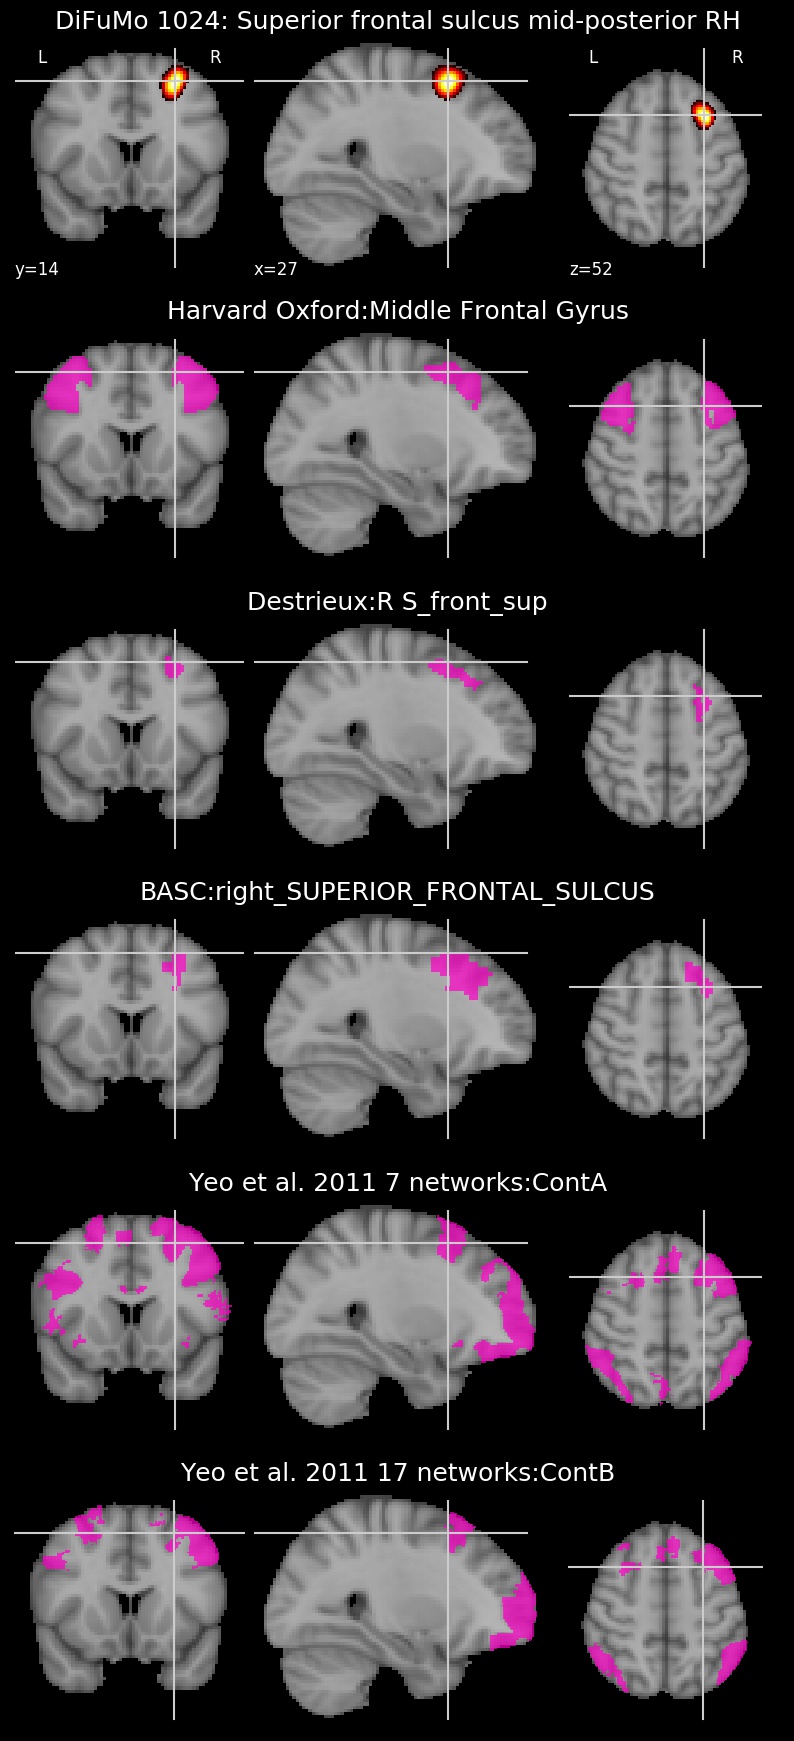 DiFuMo 1024: Superior frontal sulcus mid-posterior RH
L R L R
y=14 x=27 z=52
Harvard Oxford:Middle Frontal Gyrus
Destrieux:R S_front_sup
BASC:right_SUPERIOR_FRONTAL_SULCUS
Yeo et al. 2011 7 networks:ContA
Yeo et al. 2011 17 networks:ContB